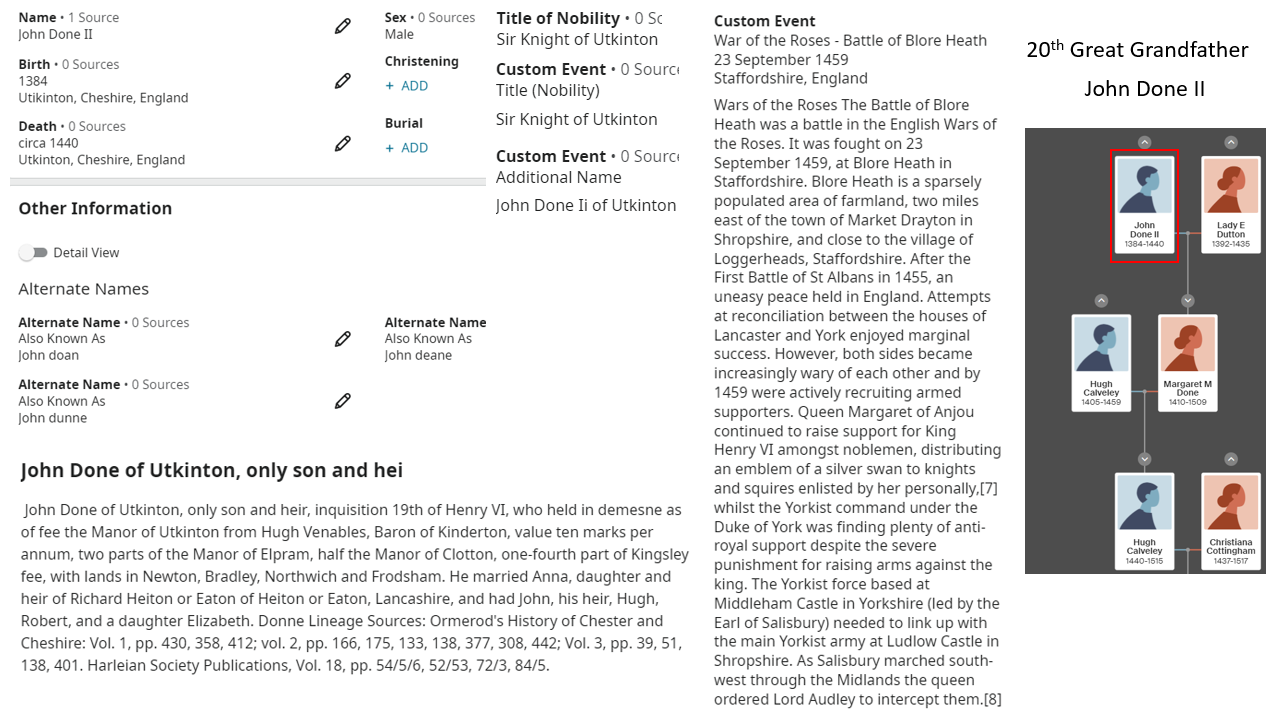 Name • 1 Source
John Done II
Birth • 0 Sources
1384
Utikinton, Cheshire, England
Death • 0 Sources
circa 1440
Utkinton, Cheshire, England
Sex • 0 Sources
Male
Christening
+ ADD
Burial
+ ADD
Other Information
Detail View
Alternate Names
Alternate Name • 0 Sources
Also Known As
John doan
Alternate Name
Also Known As
John deane
Alternate Name • 0 Sources
Also Known As
John dunne
John Done of Utkinton, only son and hei
John Done of Utkinton, only son and heir, inquisition 19th of Henry VI, who held in demesne as
of fee the Manor of Utkinton from Hugh Venables, Baron of Kinderton, value ten marks per
annum, two parts of the Manor of Elpram, half the Manor of Clotton, one-fourth part of Kingsley
fee, with lands in Newton, Bradley, Northwich and Frodsham. He married Anna, daughter and
heir of Richard Heiton or Eaton of Heiton or Eaton, Lancashire, and had John, his heir, Hugh,
Robert, and a daughter Elizabeth. Donne Lineage Sources: Ormerod's History of Chester and
Cheshire: Vol. 1, pp. 430, 358, 412; vol. 2, pp. 166, 175, 133, 138, 377, 308, 442; Vol. 3, pp. 39, 51,
138, 401. Harleian Society Publications, Vol. 18, pp. 54/5/6, 52/53, 72/3, 84/5.
Title of Nobility • 0 Sc
Sir Knight of Utkinton
Custom Event • 0 Source
Title (Nobility)
Sir Knight of Utkinton
Custom Event • 0 Source
Additional Name
John Done Ii of Utkinton
Custom Event
War of the Roses - Battle of Blore Heath
23 September 1459
Staffordshire, England
Wars of the Roses The Battle of Blore
Heath was a battle in the English Wars of
the Roses. It was fought on 23
September 1459, at Blore Heath in
Staffordshire. Blore Heath is a sparsely
populated area of farmland, two miles
east of the town of Market Drayton in
Shropshire, and close to the village of
Loggerheads, Staffordshire. After the
First Battle of St Albans in 1455, an
uneasy peace held in England. Attempts
at reconciliation between the houses of
Lancaster and York enjoyed marginal
success. However, both sides became
increasingly wary of each other and by
1459 were actively recruiting armed
supporters. Queen Margaret of Anjou
continued to raise support for King
Henry VI amongst noblemen, distributing
an emblem of a silver swan to knights
and squires enlisted by her personally,[7]
whilst the Yorkist command under the
Duke of York was finding plenty of anti-
royal support despite the severe
punishment for raising arms against the
king. The Yorkist force based at
Middleham Castle in Yorkshire (led by the
Earl of Salisbury) needed to link up with
the main Yorkist army at Ludlow Castle in
Shropshire. As Salisbury marched south-
west through the Midlands the queen
ordered Lord Audley to intercept them.[8]
20th Great Grandfather
John Done II
John
Done II
1384-1440
Lady E
Dutton
1392-1435
Hugh
Calveley
1405-1459
Margaret M
Done
1410-1509
Hugh
Calveley
1440-1515
Christiana
Cottingham
1437-1517